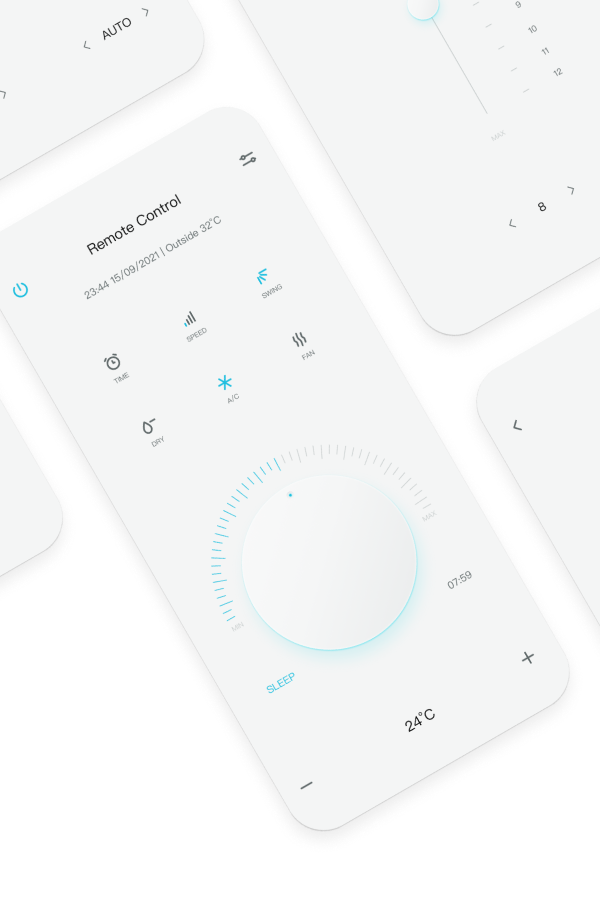 AUTO
9
10
11
12
MAX
8
Remote Control
23:44 15/09/2021 | Outside 32˚C
TIME
SPEED
SWING
DRY
A/C
FAN
MIN
MAX
SLEEP
07:59
24˚C